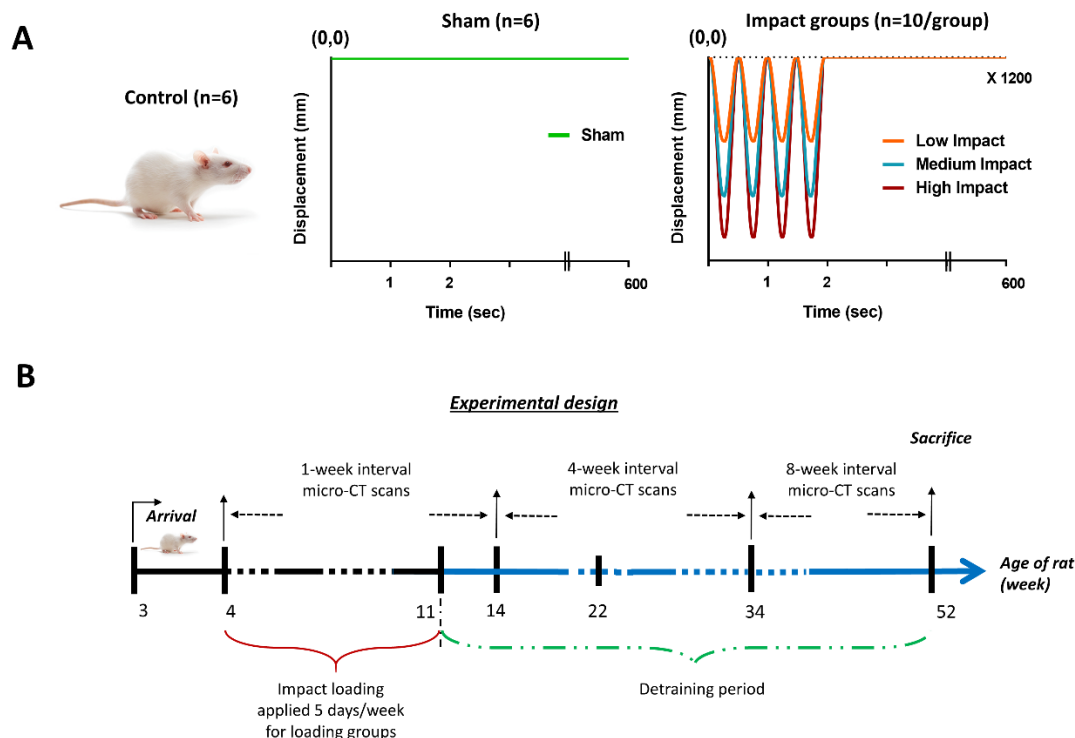 A
Control (n=6)
Sham (n=6)
(0,0)
Displacement (mm)
Sham
1
2
600
Time (sec)
Impact groups (n=10/group)
(0,0)
X 1200
Displacement (mm)
Low Impact
Medium Impact
High Impact
1
2
600
Time (sec)
B
Experimental design
Sacrifice
1-week interval
micro-CT scans
4-week interval
micro-CT scans
8-week interval
micro-CT scans
Arrival
Age of rat
(week)
3
4
11
14
22
34
52
Impact loading
applied 5 days/week
for loading groups
Detraining period